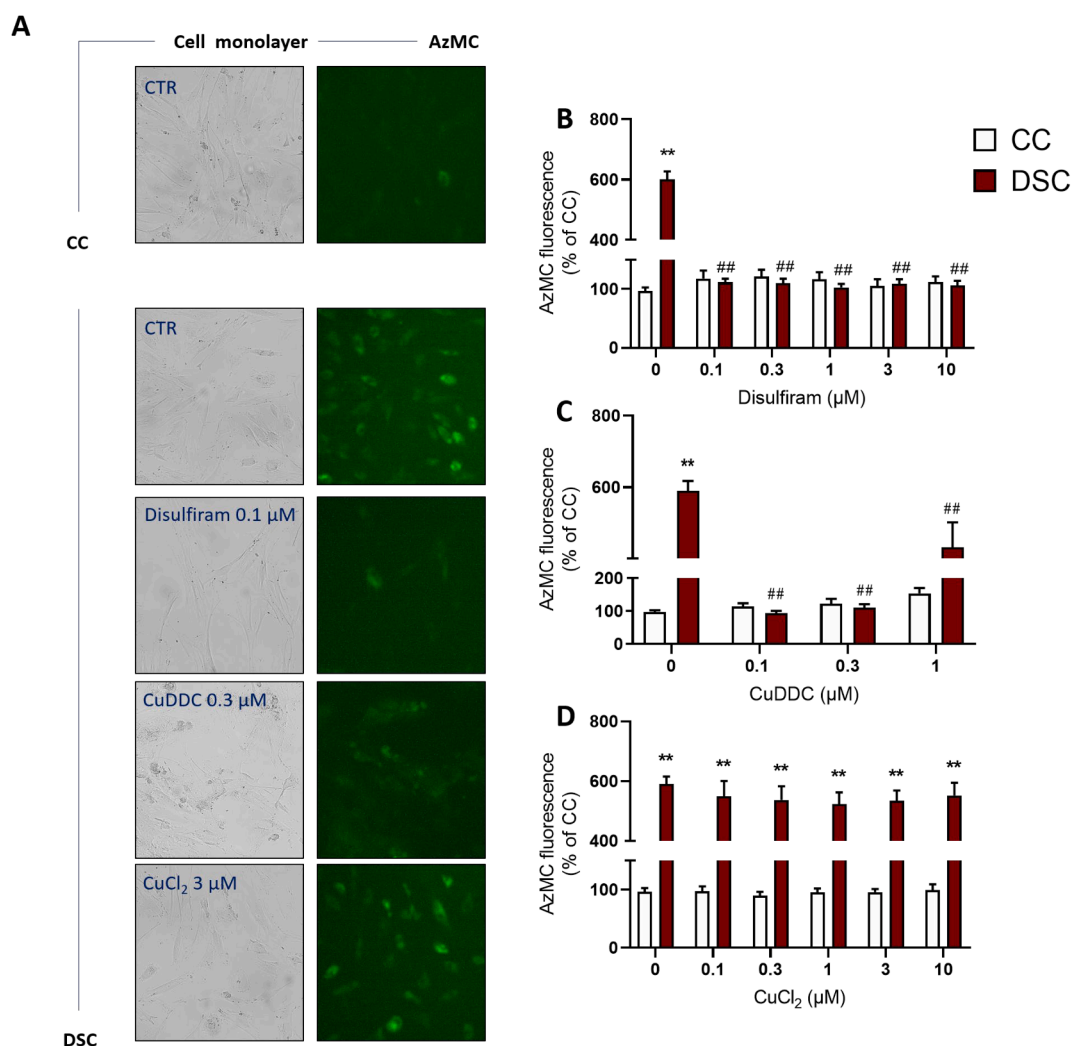 A
Cell monolayer
AzMC
CTR
CC
CTR
Disulfiram 0.1 µM
CuDDC 0.3 µM
CuCl₂ 3 µM
DSC
B
CC
DSC
AzMC fluorescence
(% of CC)
800
600
400
100
0
**
##
##
##
##
##
0 0.1 0.3 1 3 10
Disulfiram (µM)
C
AzMC fluorescence
(% of CC)
800
600
200
100
0
**
##
##
##
0 0.1 0.3 1
CuDDC (µM)
D
AzMC fluorescence
(% of CC)
800
600
400
100
0
**
**
**
**
**
**
0 0.1 0.3 1 3 10
CuCl₂ (µM)